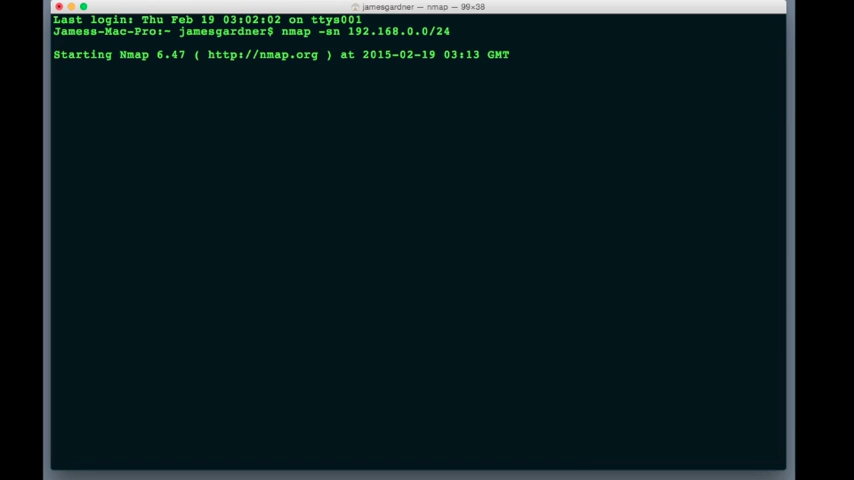 jamesgardner — nmap — 99×38
Last login: Thu Feb 19 03:02:02 on ttys001
Jamess-Mac-Pro:~ jamesgardner$ nmap -sn 192.168.0.0/24
Starting Nmap 6.47 ( http://nmap.org ) at 2015-02-19 03:13 GMT